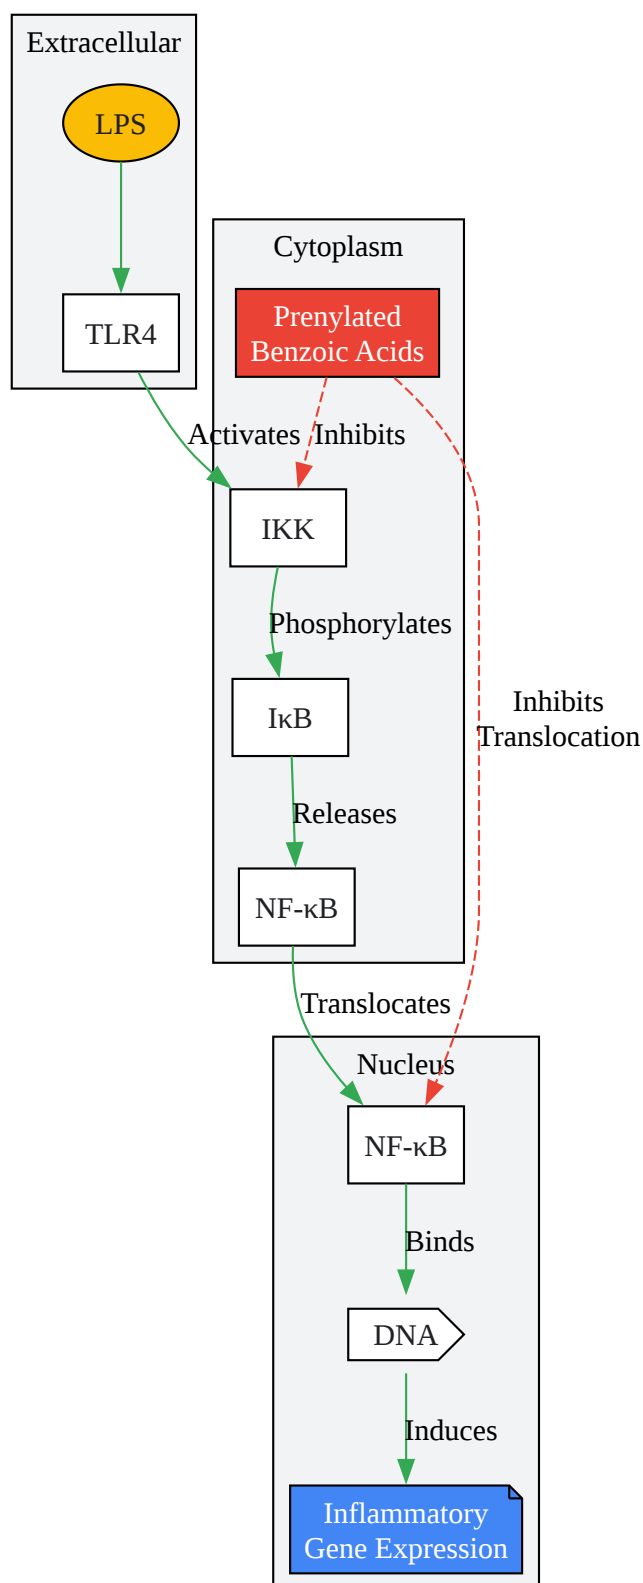 Extracellular
LPS
TLR4
Cytoplasm
Prenylated
Benzoic Acids
Activates
Inhibits
IKK
Phosphorylates
IκB
Inhibits
Translocation
Releases
NF-κB
Translocates
Nucleus
NF-κB
Binds
DNA
Induces
Inflammatory
Gene Expression